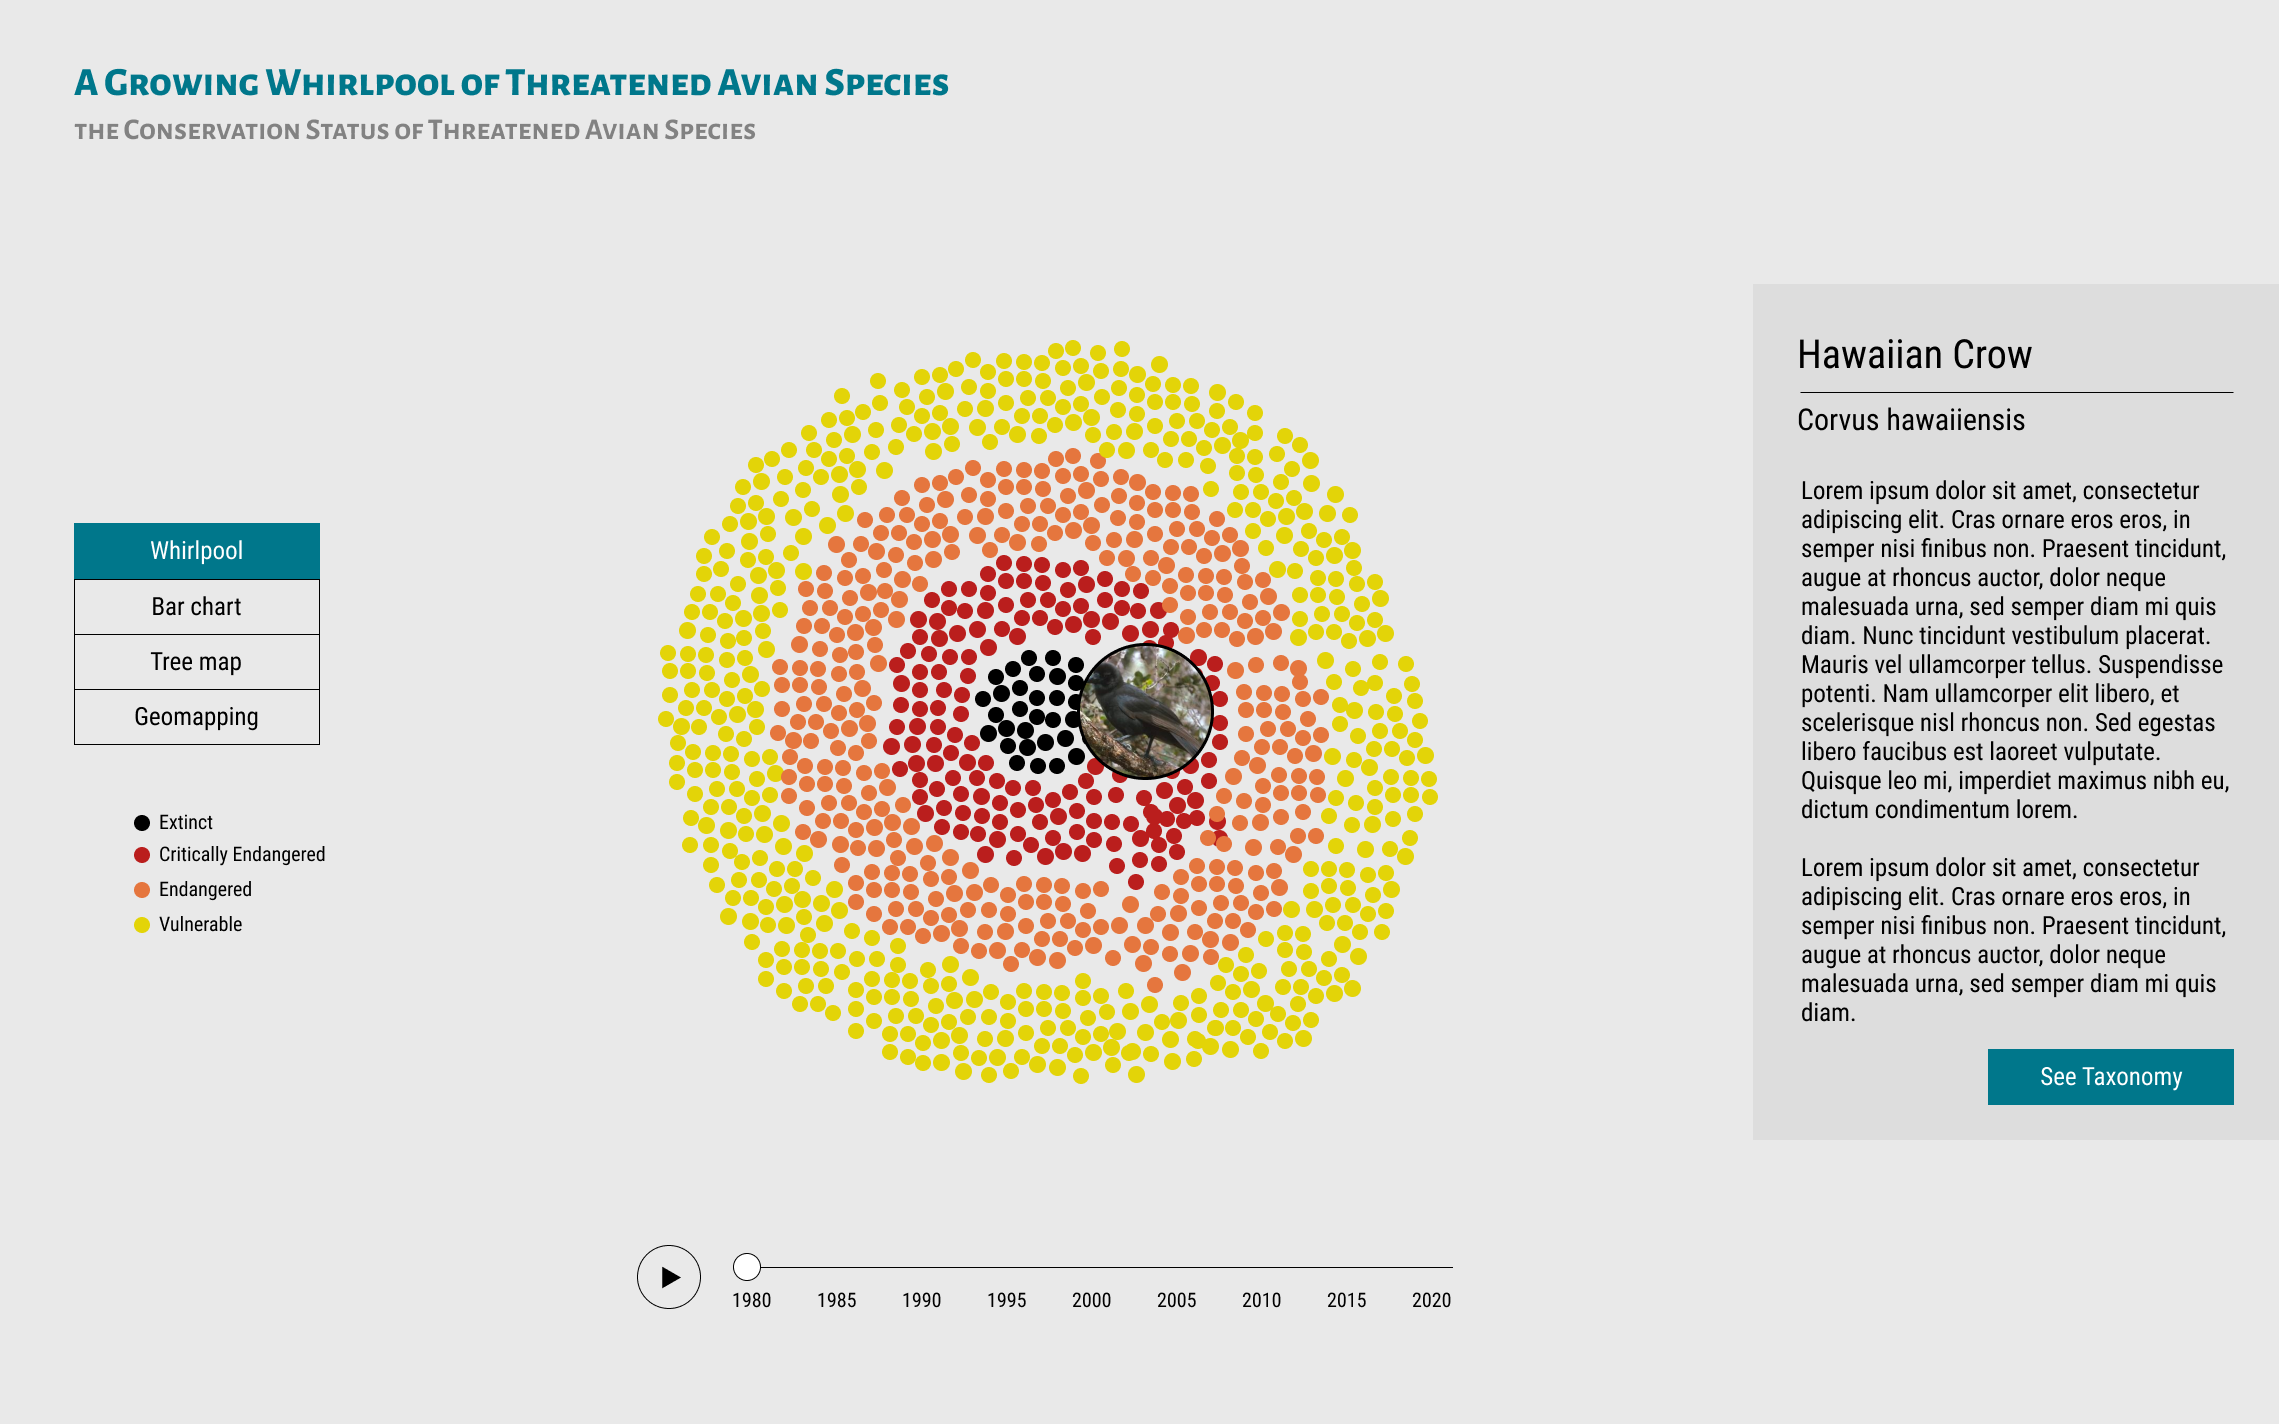 A Growing Whirlpool of Threatened Avian Species
the Conservation Status of Threatened Avian Species
Whirlpool
Bar chart
Tree map
Geomapping
Extinct
Critically Endangered
Endangered
Vulnerable
Hawaiian Crow
Corvus hawaiiensis
Lorem ipsum dolor sit amet, consectetur
adipiscing elit. Cras ornare eros eros, in
semper nisi finibus non. Praesent tincidunt,
augue at rhoncus auctor, dolor neque
malesuada urna, sed semper diam mi quis
diam. Nunc tincidunt vestibulum placerat.
Mauris vel ullamcorper tellus. Suspendisse
potenti. Nam ullamcorper elit libero, et
scelerisque nisl rhoncus non. Sed egestas
libero faucibus est laoreet vulputate.
Quisque leo mi, imperdiet maximus nibh eu,
dictum condimentum lorem.
Lorem ipsum dolor sit amet, consectetur
adipiscing elit. Cras ornare eros eros, in
semper nisi finibus non. Praesent tincidunt,
augue at rhoncus auctor, dolor neque
malesuada urna, sed semper diam mi quis
diam.
See Taxonomy
1980 1985 1990 1995 2000 2005 2010 2015 2020